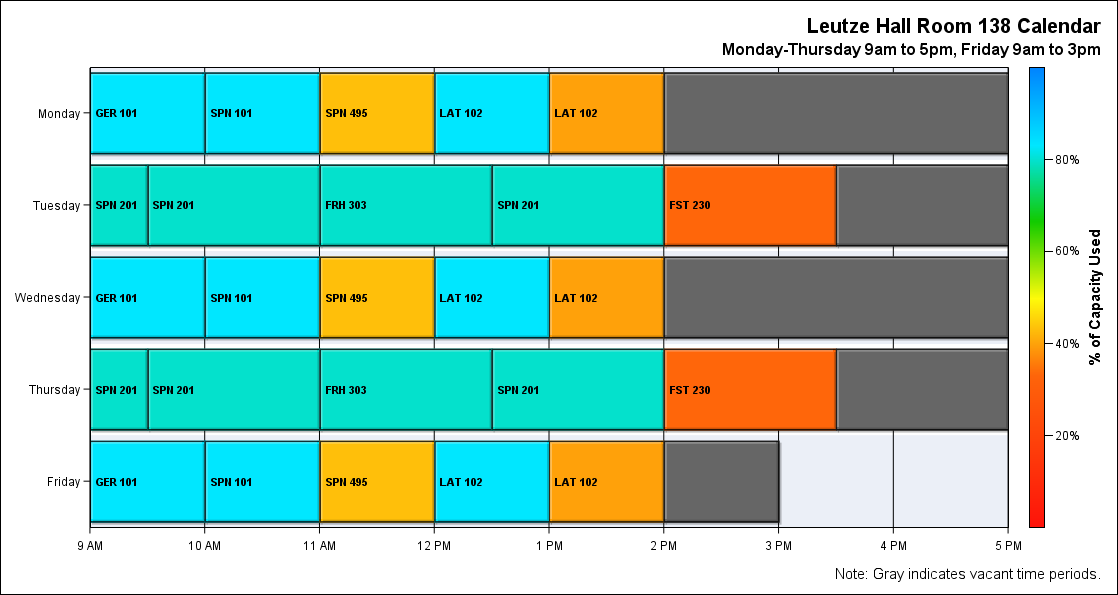 Leutze Hall Room 138 Calendar
Monday-Thursday 9am to 5pm, Friday 9am to 3pm
Monday
GER 101 SPN 101 SPN 495 LAT 102 LAT 102
Tuesday
SPN 201 SPN 201 FRH 303 SPN 201 FST 230
Wednesday
GER 101 SPN 101 SPN 495 LAT 102 LAT 102
Thursday
SPN 201 SPN 201 FRH 303 SPN 201 FST 230
Friday
GER 101 SPN 101 SPN 495 LAT 102 LAT 102
9 AM 10 AM 11 AM 12 PM 1 PM 2 PM 3 PM 4 PM 5 PM
80%
60%
40%
20%
% of Capacity Used
Note: Gray indicates vacant time periods.